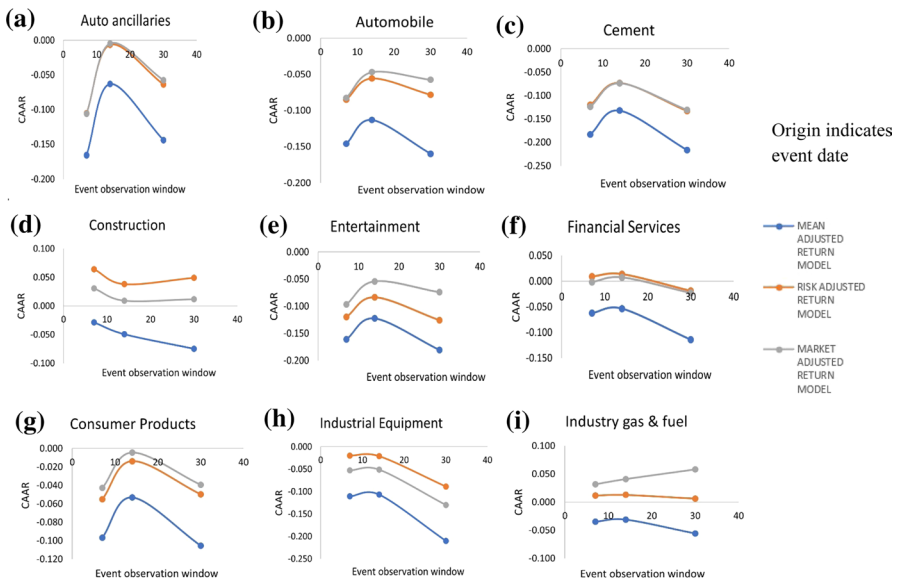 (a)
Auto ancillaries
0.000
0 10 20 30 40
-0.050
-0.100
-0.150
-0.200
CAAR
Event observation window
(b)
Automobile
0.000
0 10 20 30 40
-0.050
-0.100
-0.150
-0.200
CAAR
Event observation window
(c)
Cement
0.000
0 10 20 30 40
-0.050
-0.100
-0.150
-0.200
-0.250
CAAR
Event observation window
Origin indicates
event date
(d)
Construction
0.100
0.050
0.000
0 10 20 30 40
-0.050
-0.100
CAAR
Event observation window
(e)
Entertainment
0.000
0 10 20 30 40
-0.050
-0.100
-0.150
-0.200
CAAR
Event observation window
(f)
Financial Services
0.050
0.000
0 10 20 30 40
-0.050
-0.100
-0.150
CAAR
Event observation window
MEAN
ADJUSTED
RETURN
MODEL
RISK ADJUSTED
RETURN
MODEL
MARKET
ADJUSTED
RETURN
MODEL
(g)
Consumer Products
0.000
0 10 20 30 40
-0.020
-0.040
-0.060
-0.080
-0.100
-0.120
CAAR
Event observation window
(h)
Industrial Equipment
0.000
0 10 20 30 40
-0.050
-0.100
-0.150
-0.200
-0.250
CAAR
Event observation window
(i)
Industry gas & fuel
0.100
0.050
0.000
0 10 20 30 40
-0.050
-0.100
CAAR
Event observation window